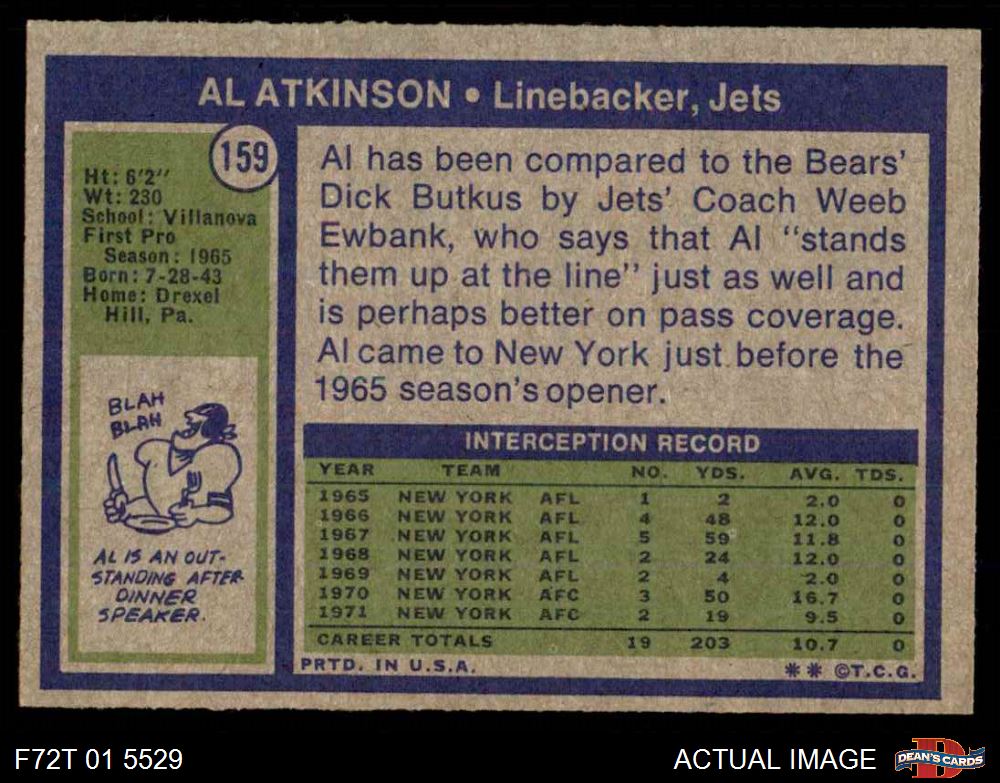 AL ATKINSON • Linebacker, Jets
159
Ht: 6'2"
Wt: 230
School: Villanova
First Pro
Season: 1965
Born: 7-28-43
Home: Drexel
Hill, Pa.
BLAH
BLAH
AL IS AN OUT-
STANDING AFTER
DINNER
SPEAKER.
Al has been compared to the Bears'
Dick Butkus by Jets' Coach Weeb
Ewbank, who says that Al "stands
them up at the line" just as well and
is perhaps better on pass coverage.
Al came to New York just before the
1965 season's opener.
INTERCEPTION RECORD
YEAR TEAM NO. YDS. AVG. TDS.
1965 NEW YORK AFL 1 2 2.0 0
1966 NEW YORK AFL 4 48 12.0 0
1967 NEW YORK AFL 5 59 11.8 0
1968 NEW YORK AFL 2 24 12.0 0
1969 NEW YORK AFL 2 4 2.0 0
1970 NEW YORK AFC 3 50 16.7 0
1971 NEW YORK AFC 2 19 9.5 0
CAREER TOTALS 19 203 10.7 0
PRTD. IN U.S.A. ** ©T.C.G.
F72T 01 5529 ACTUAL IMAGE DEAN'S CARDS